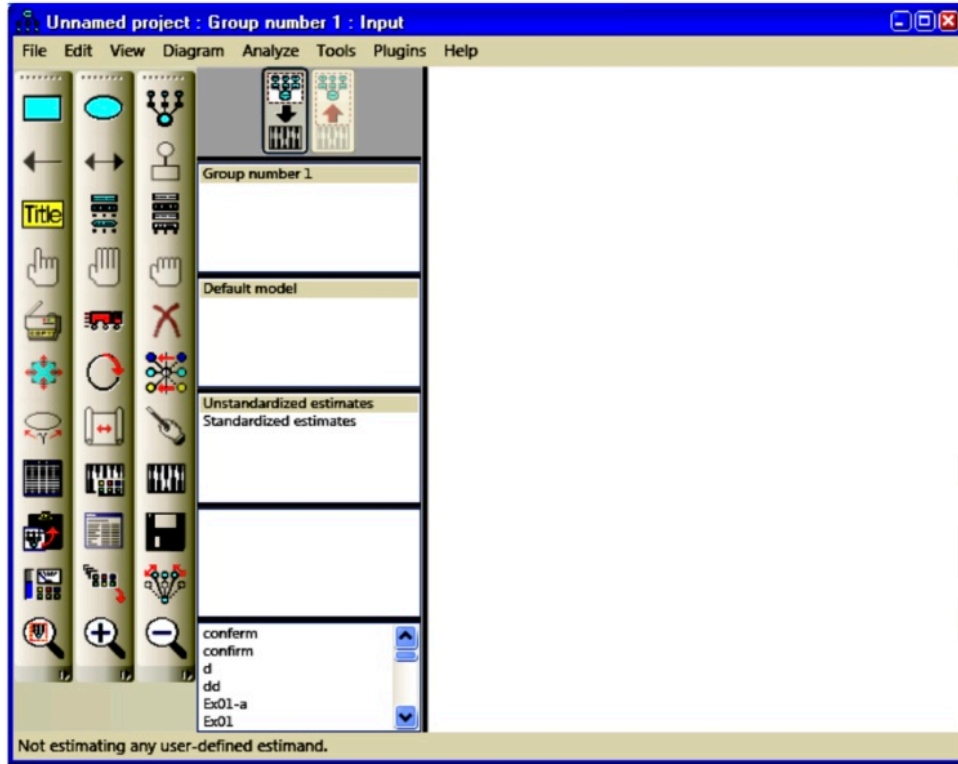 Unnamed project : Group number 1 : Input
File Edit View Diagram Analyze Tools Plugins Help
Title
Group number 1
Default model
Unstandardized estimates
Standardized estimates
conferm
confirm
d
dd
Ex01-a
Ex01
Not estimating any user-defined estimand.